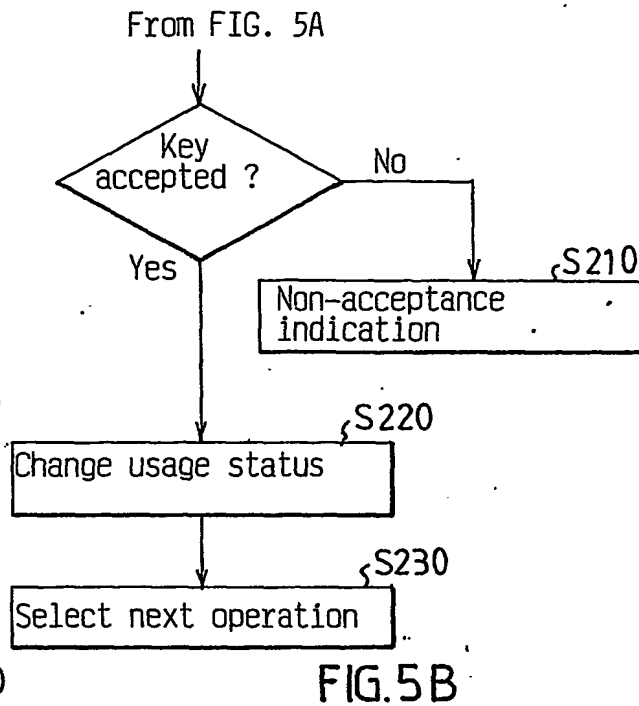 From FIG. 5A
Key
accepted ?
No
Yes
S210
Non-acceptance
indication
S220
Change usage status
S230
Select next operation
FIG.5B